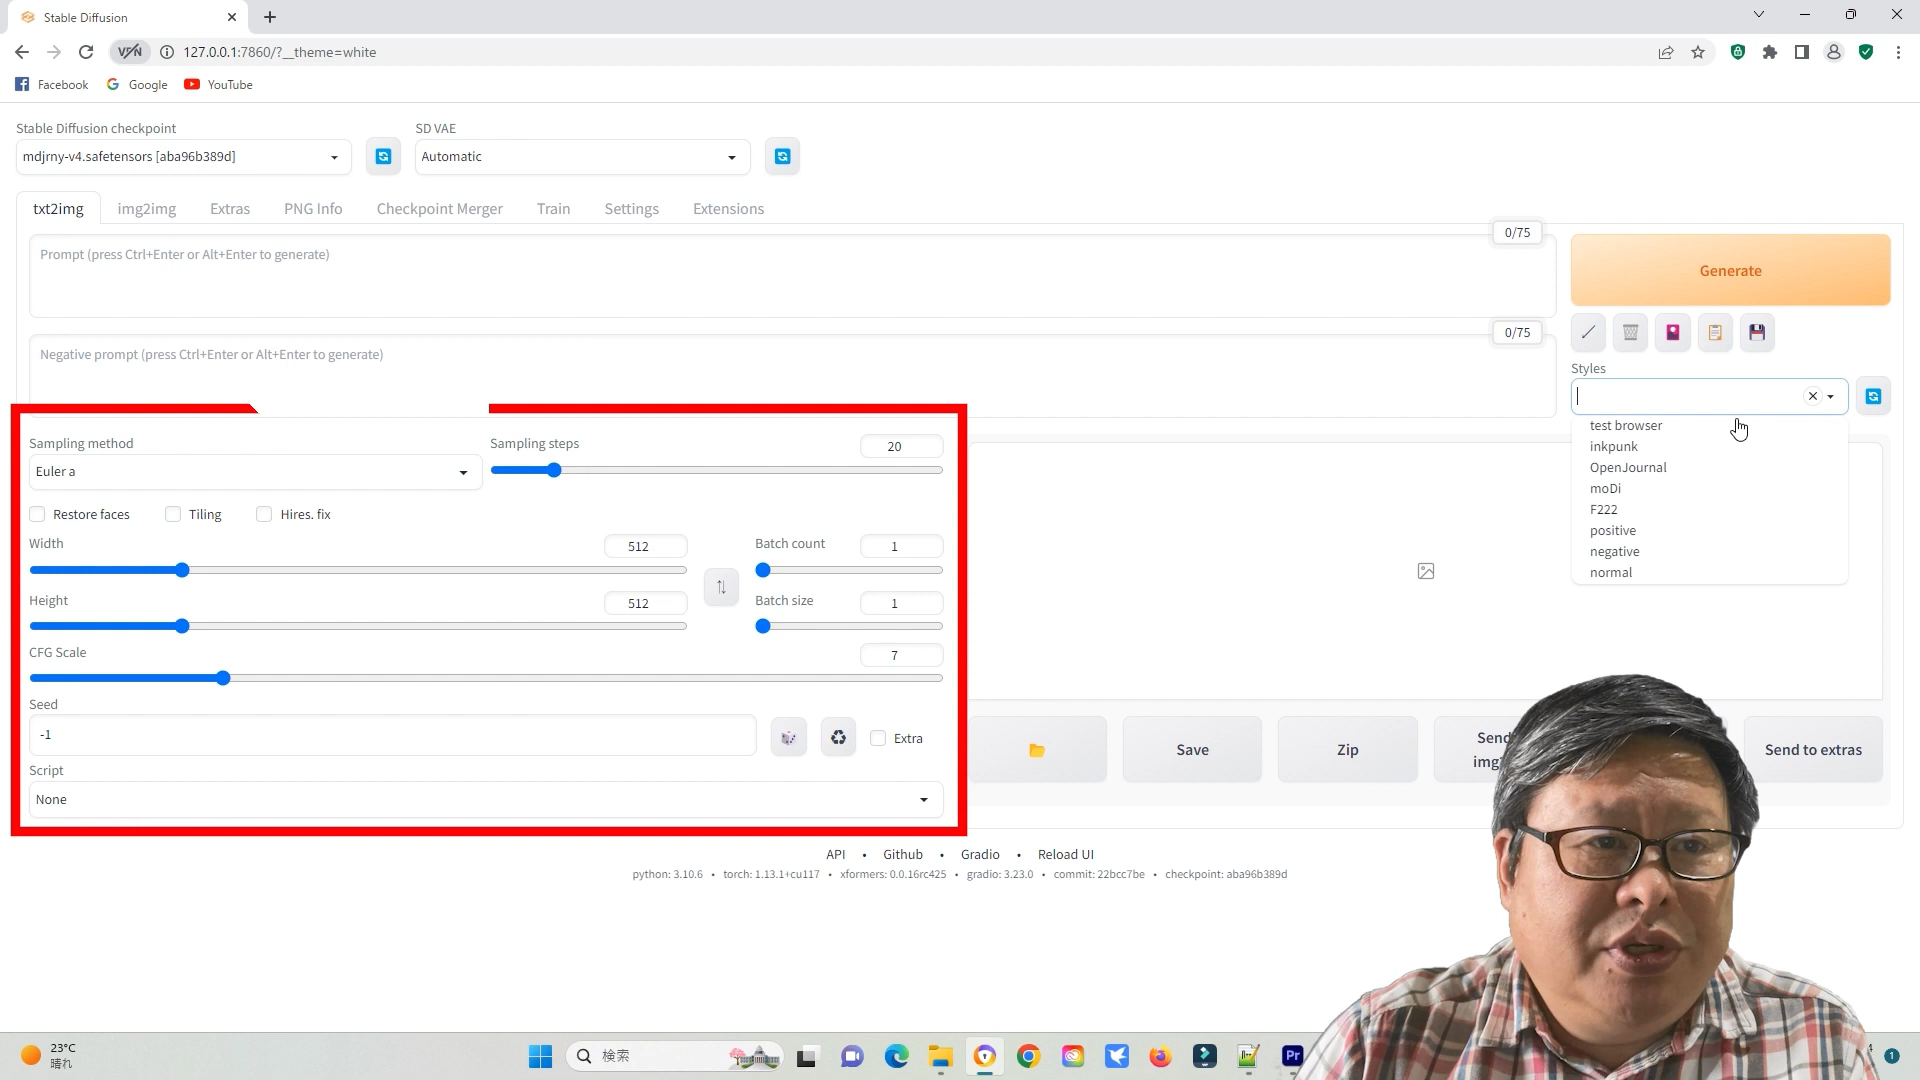 Stable Diffusion
VPN
127.0.0.1:7860/?__theme=white
Facebook
Google
YouTube
Stable Diffusion checkpoint
SD VAE
mdjrny-v4.safetensors [aba96b389d]
Automatic
txt2img
img2img
Extras
PNG Info
Checkpoint Merger
Train
Settings
Extensions
0/75
Prompt (press Ctrl+Enter or Alt+Enter to generate)
Generate
0/75
Negative prompt (press Ctrl+Enter or Alt+Enter to generate)
Styles
test browser
inkpunk
OpenJournal
moDi
F222
positive
negative
normal
Sampling method
Sampling steps
20
Euler a
Restore faces
Tiling
Hires. fix
Width
512
Batch count
1
Height
512
Batch size
1
CFG Scale
7
Seed
-1
Extra
Script
None
Save
Zip
Send
Send to extras
API • Github • Gradio • Reload UI
python: 3.10.6 • torch: 1.13.1+cu117 • xformers: 0.0.16rc425 • gradio: 3.23.0 • commit: 22bcc7be • checkpoint: aba96b389d
23°C
晴れ
検索
Pr
1